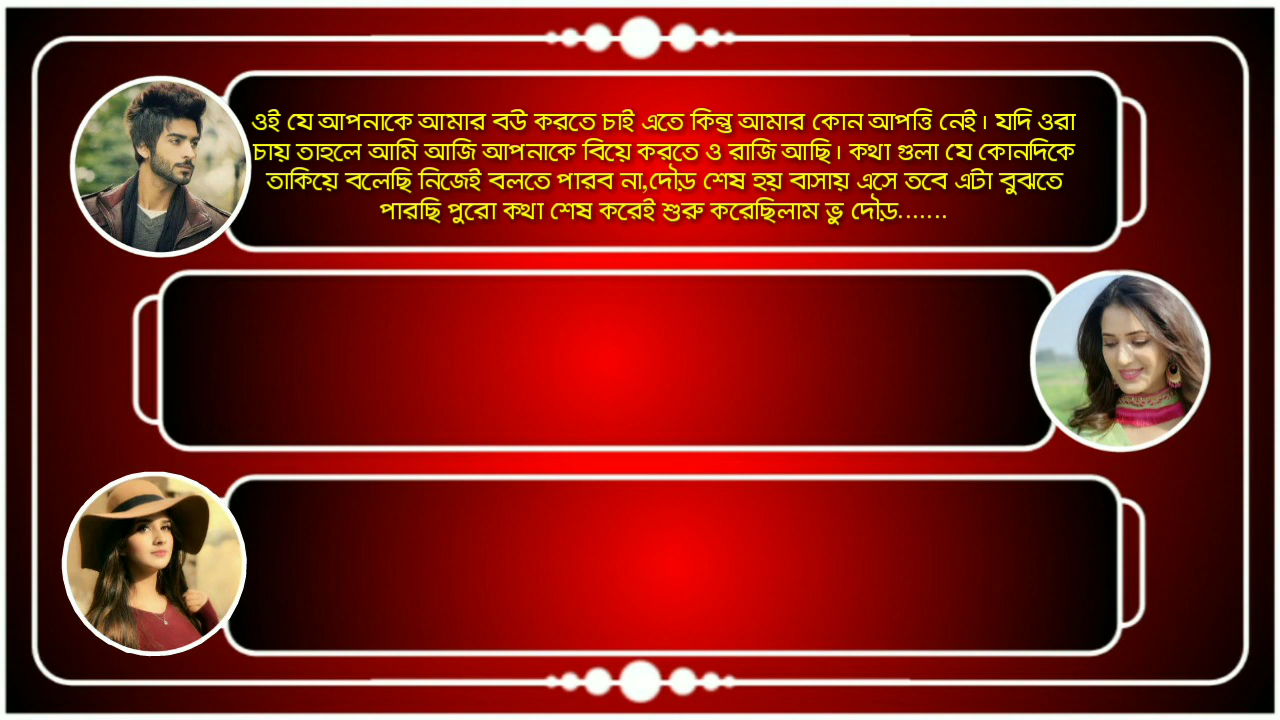 ওই যে আপনাকে আমার বউ করতে চাই এতে কিন্তু আমার কোন আপত্তি নেই। যদি ওরা
চায় তাহলে আমি আজি আপনাকে বিয়ে করতে ও রাজি আছি। কথা গুলা যে কোনদিকে
তাকিয়ে বলেছি নিজেই বলতে পারব না,দৌড় শেষ হয় বাসায় এসে তবে এটা বুঝতে
পারছি পুরো কথা শেষ করেই শুরু করেছিলাম ভু দৌড়.......